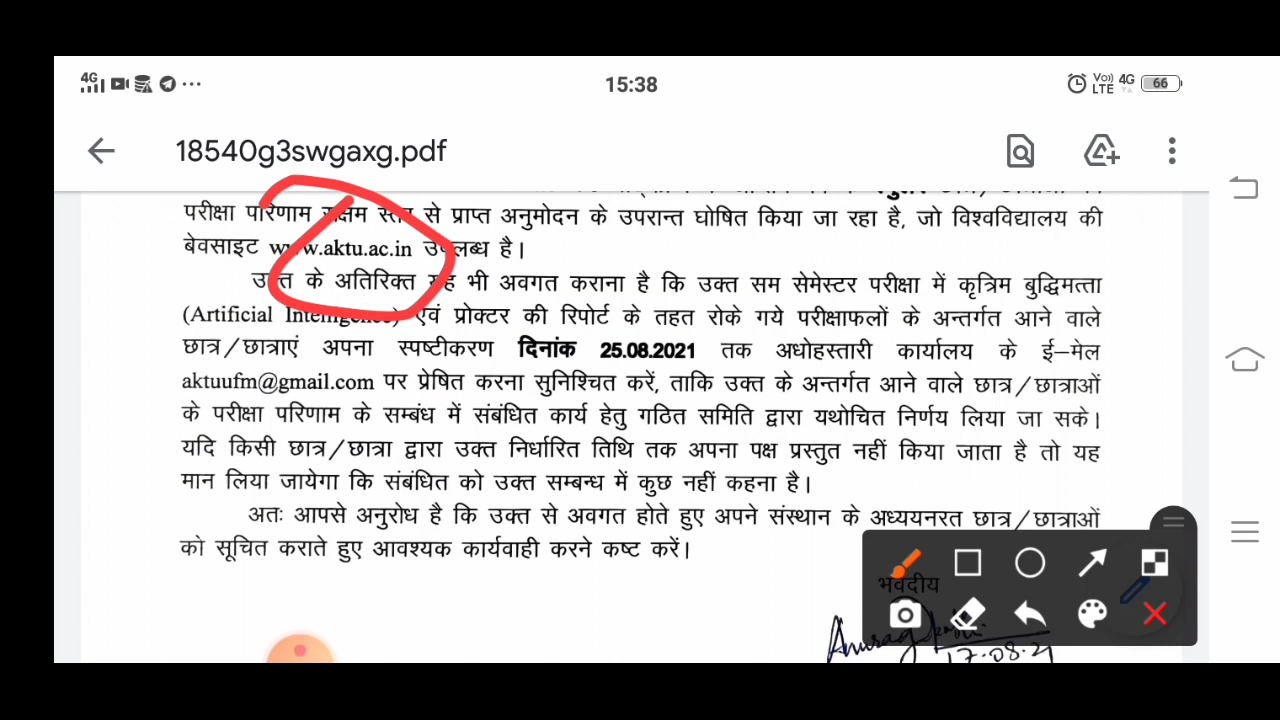 4G
15:38
Vo)) LTE 4G 66
18540g3swgaxg.pdf
परीक्षा परिणाम सक्षम स्तर से प्राप्त अनुमोदन के उपरान्त घोषित किया जा रहा है, जो विश्वविद्यालय की
बेवसाइट www.aktu.ac.in उपलब्ध है।
उक्त के अतिरिक्त यह भी अवगत कराना है कि उक्त सम सेमेस्टर परीक्षा में कृत्रिम बुद्धिमत्ता
(Artificial Intelligence) एवं प्रोक्टर की रिपोर्ट के तहत रोके गये परीक्षाफलों के अन्तर्गत आने वाले
छात्र/छात्राएं अपना स्पष्टीकरण दिनांक 25.08.2021 तक अधोहस्तारी कार्यालय के ई-मेल
aktuufm@gmail.com पर प्रेषित करना सुनिश्चित करें, ताकि उक्त के अन्तर्गत आने वाले छात्र/छात्राओं
के परीक्षा परिणाम के सम्बंध में संबंधित कार्य हेतु गठित समिति द्वारा यथोचित निर्णय लिया जा सके।
यदि किसी छात्र/छात्रा द्वारा उक्त निर्धारित तिथि तक अपना पक्ष प्रस्तुत नहीं किया जाता है तो यह
मान लिया जायेगा कि संबंधित को उक्त सम्बन्ध में कुछ नहीं कहना है।
अतः आपसे अनुरोध है कि उक्त से अवगत होते हुए अपने संस्थान के अध्ययनरत छात्र/छात्राओं
को सूचित कराते हुए आवश्यक कार्यवाही करने कष्ट करें।
भवदीय
Anurag
17.08.21